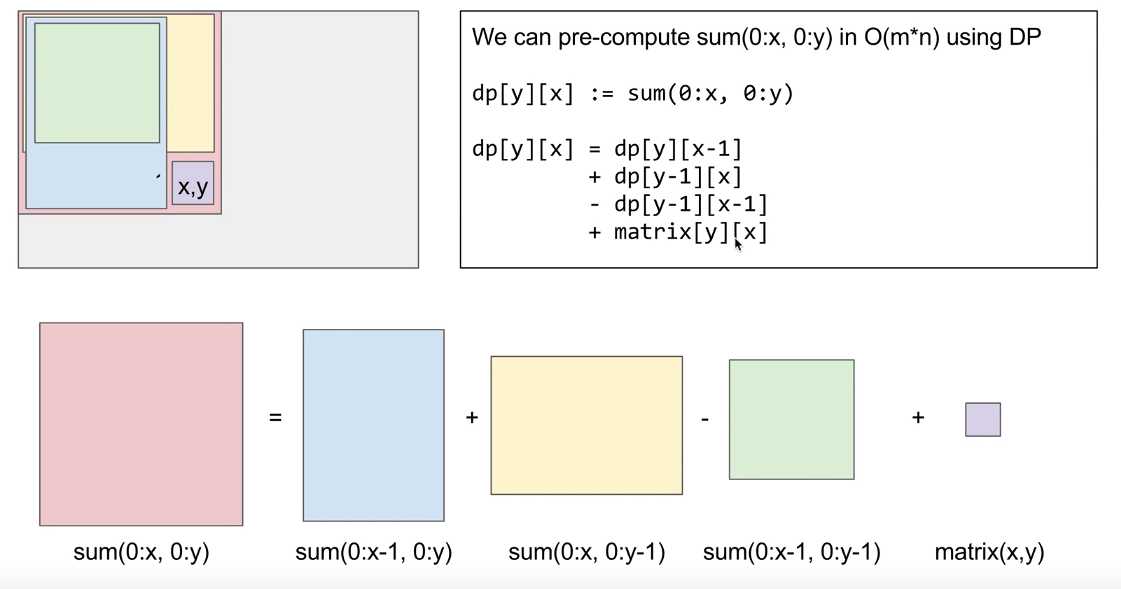 x,y
We can pre-compute sum(0:x, 0:y) in O(m*n) using DP
dp[y][x] := sum(0:x, 0:y)
dp[y][x] = dp[y][x-1]
+ dp[y-1][x]
- dp[y-1][x-1]
+ matrix[y][x]
= + - +
sum(0:x, 0:y) sum(0:x-1, 0:y) sum(0:x, 0:y-1) sum(0:x-1, 0:y-1) matrix(x,y)